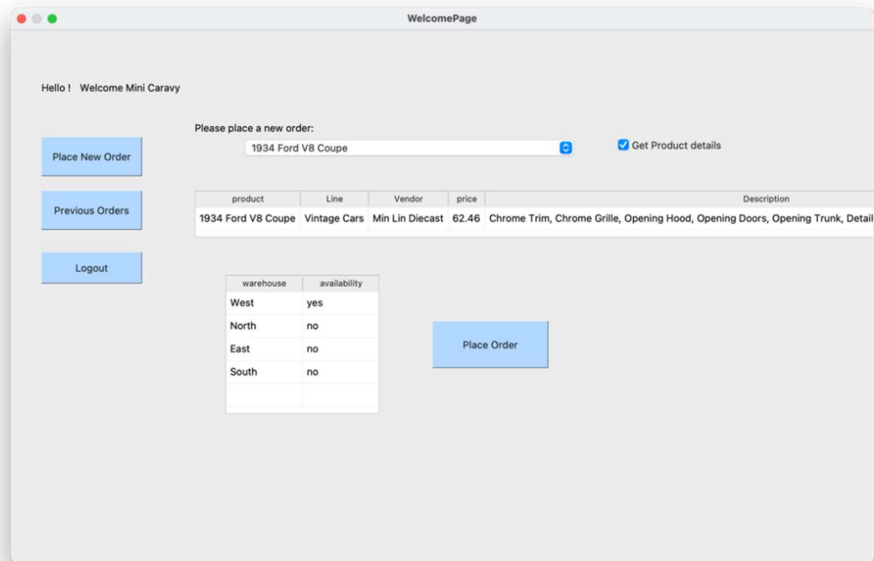 WelcomePage
Hello ! Welcome Mini Caravy
Please place a new order:
Place New Order
1934 Ford V8 Coupe
Get Product details
Previous Orders
product Line Vendor price Description
1934 Ford V8 Coupe Vintage Cars Min Lin Diecast 62.46 Chrome Trim, Chrome Grille, Opening Hood, Opening Doors, Opening Trunk, Detail
Logout
warehouse availability
West yes
North no
East no
South no
Place Order